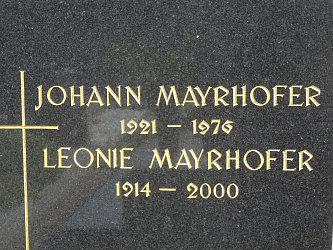 JOHANN MAYRHOFER
1921 – 1976
LEONIE MAYRHOFER
1914 – 2000